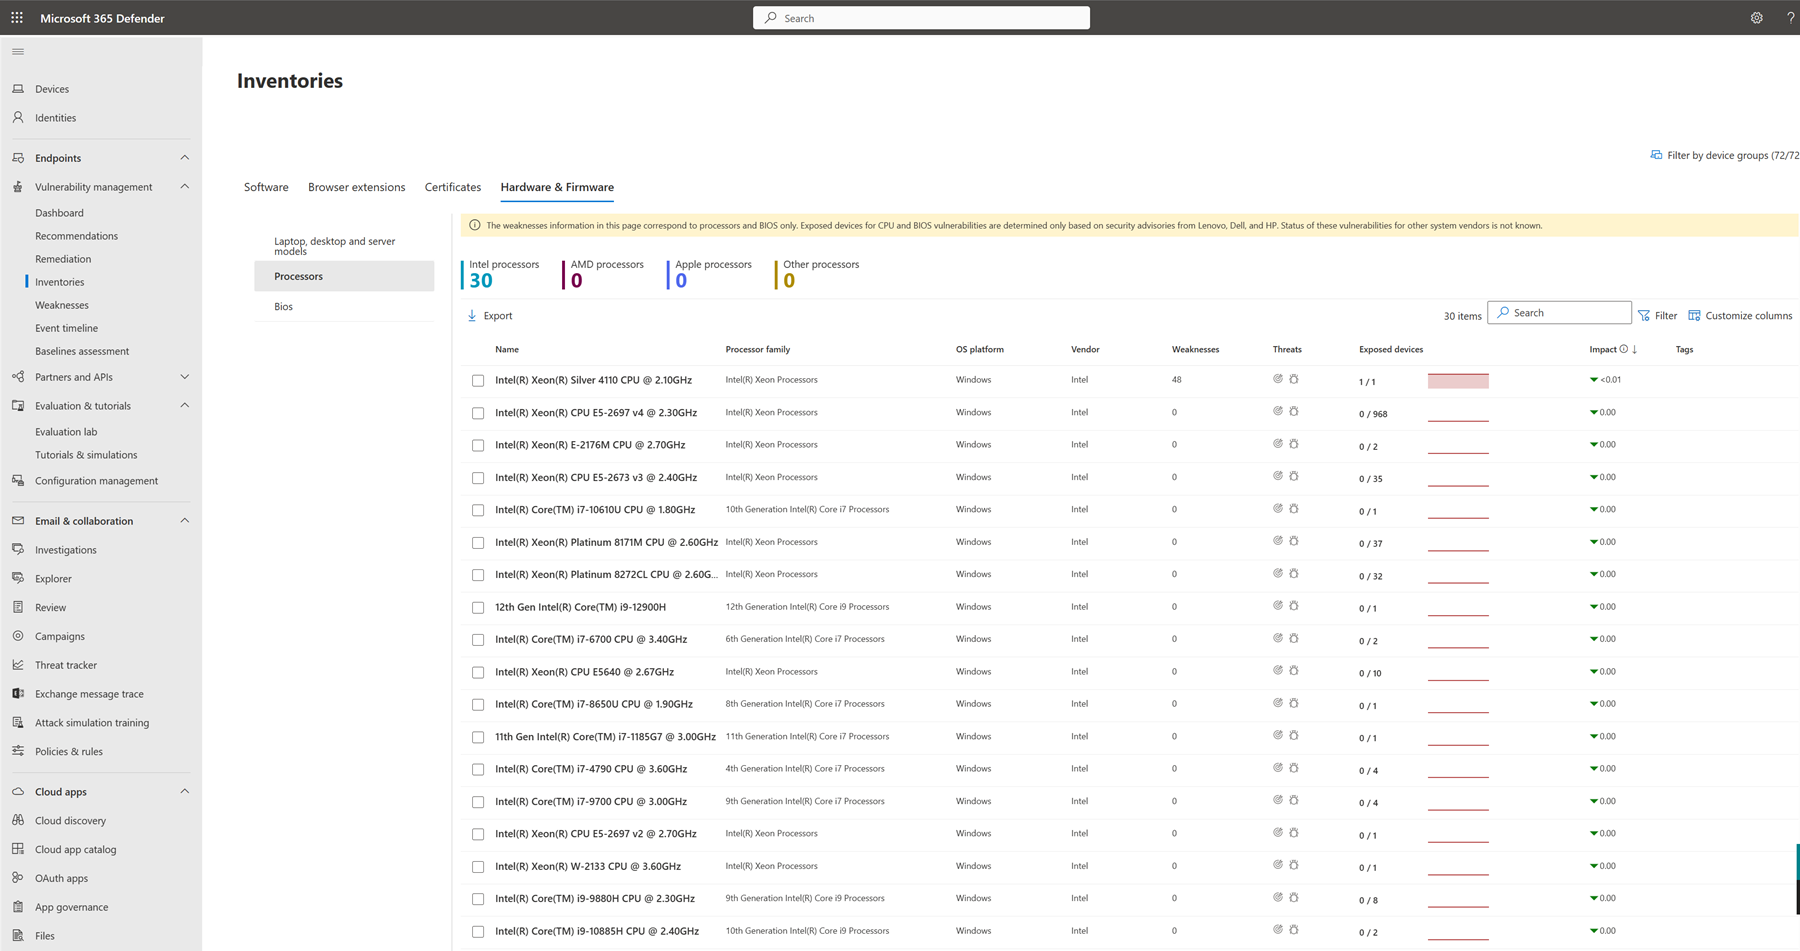 Microsoft 365 Defender
Search
?
Devices
Identities
Endpoints
Vulnerability management
Dashboard
Recommendations
Remediation
Inventories
Weaknesses
Event timeline
Baselines assessment
Partners and APIs
Evaluation & tutorials
Evaluation lab
Tutorials & simulations
Configuration management
Email & collaboration
Investigations
Explorer
Review
Campaigns
Threat tracker
Exchange message trace
Attack simulation training
Policies & rules
Cloud apps
Cloud discovery
Cloud app catalog
OAuth apps
App governance
Files
Inventories
Filter by device groups (72/72
Software Browser extensions Certificates Hardware & Firmware
Laptop, desktop and server
models
Processors
Bios
The weaknesses information in this page correspond to processors and BIOS only. Exposed devices for CPU and BIOS vulnerabilities are determined only based on security advisories from Lenovo, Dell, and HP. Status of these vulnerabilities for other system vendors is not known.
Intel processors AMD processors Apple processors Other processors
30 0 0 0
Export 30 items Search Filter Customize columns
Name Processor family OS platform Vendor Weaknesses Threats Exposed devices Impact ↓ Tags
Intel(R) Xeon(R) Silver 4110 CPU @ 2.10GHz Intel(R) Xeon Processors Windows Intel 48 1 / 1 <0.01
Intel(R) Xeon(R) CPU E5-2697 v4 @ 2.30GHz Intel(R) Xeon Processors Windows Intel 0 0 / 968 0.00
Intel(R) Xeon(R) E-2176M CPU @ 2.70GHz Intel(R) Xeon Processors Windows Intel 0 0 / 2 0.00
Intel(R) Xeon(R) CPU E5-2673 v3 @ 2.40GHz Intel(R) Xeon Processors Windows Intel 0 0 / 35 0.00
Intel(R) Core(TM) i7-10610U CPU @ 1.80GHz 10th Generation Intel(R) Core i7 Processors Windows Intel 0 0 / 1 0.00
Intel(R) Xeon(R) Platinum 8171M CPU @ 2.60GHz Intel(R) Xeon Processors Windows Intel 0 0 / 37 0.00
Intel(R) Xeon(R) Platinum 8272CL CPU @ 2.60G... Intel(R) Xeon Processors Windows Intel 0 0 / 32 0.00
12th Gen Intel(R) Core(TM) i9-12900H 12th Generation Intel(R) Core i9 Processors Windows Intel 0 0 / 1 0.00
Intel(R) Core(TM) i7-6700 CPU @ 3.40GHz 6th Generation Intel(R) Core i7 Processors Windows Intel 0 0 / 2 0.00
Intel(R) Xeon(R) CPU E5640 @ 2.67GHz Intel(R) Xeon Processors Windows Intel 0 0 / 10 0.00
Intel(R) Core(TM) i7-8650U CPU @ 1.90GHz 8th Generation Intel(R) Core i7 Processors Windows Intel 0 0 / 1 0.00
11th Gen Intel(R) Core(TM) i7-1185G7 @ 3.00GHz 11th Generation Intel(R) Core i7 Processors Windows Intel 0 0 / 1 0.00
Intel(R) Core(TM) i7-4790 CPU @ 3.60GHz 4th Generation Intel(R) Core i7 Processors Windows Intel 0 0 / 4 0.00
Intel(R) Core(TM) i7-9700 CPU @ 3.00GHz 9th Generation Intel(R) Core i7 Processors Windows Intel 0 0 / 4 0.00
Intel(R) Xeon(R) CPU E5-2697 v2 @ 2.70GHz Intel(R) Xeon Processors Windows Intel 0 0 / 1 0.00
Intel(R) Xeon(R) W-2133 CPU @ 3.60GHz Intel(R) Xeon Processors Windows Intel 0 0 / 1 0.00
Intel(R) Core(TM) i9-9880H CPU @ 2.30GHz 9th Generation Intel(R) Core i7 Processors Windows Intel 0 0 / 8 0.00
Intel(R) Core(TM) i9-10885H CPU @ 2.40GHz 10th Generation Intel(R) Core i9 Processors Windows Intel 0 0 / 2 0.00